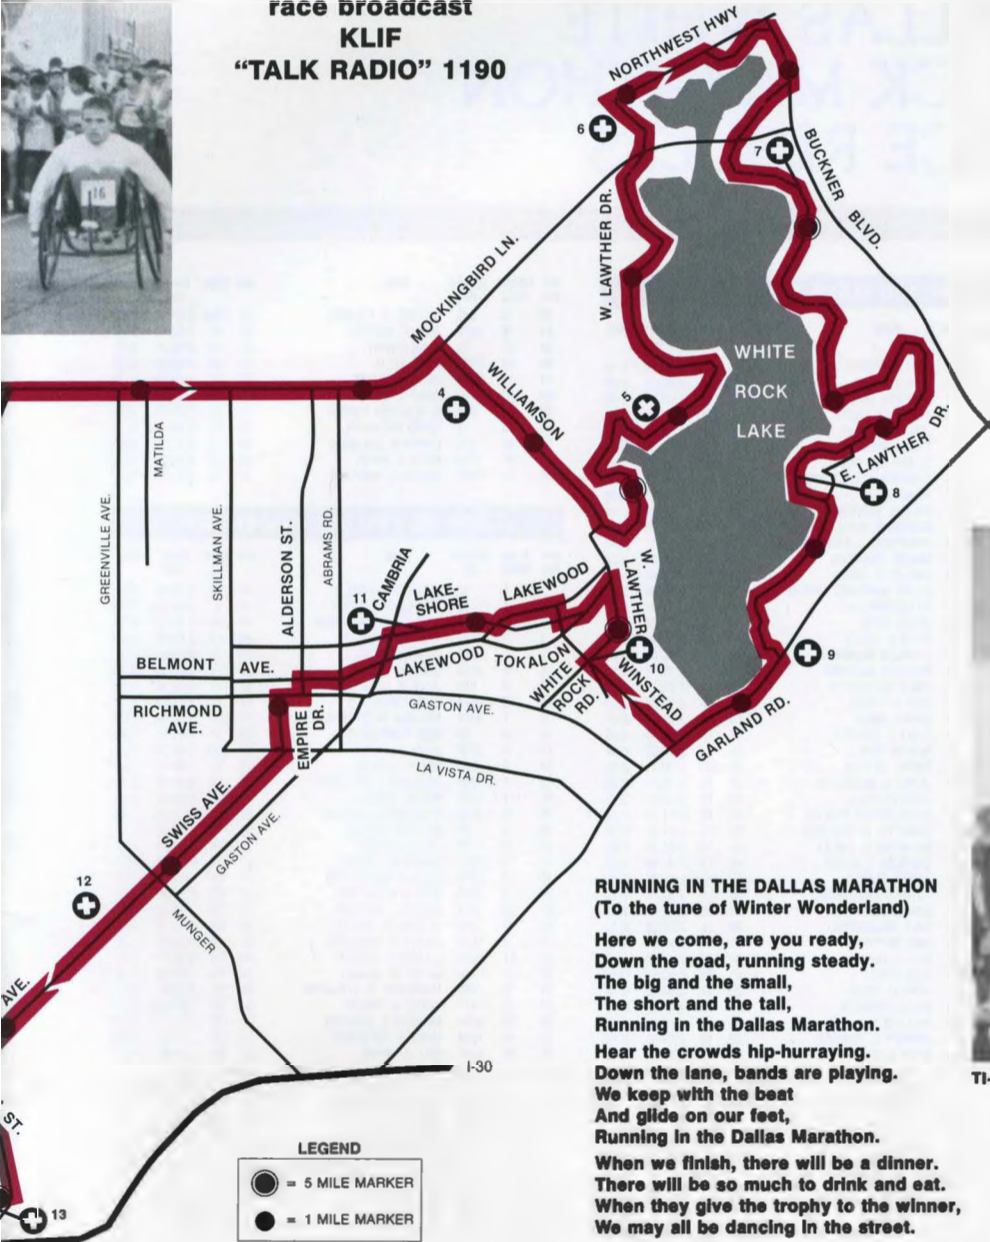 race broadcast
KLIF
“TALK RADIO” 1190
16
NORTHWEST HWY
6
7
BUCKNER BLVD.
W. LAWTHER DR.
MOCKINGBIRD LN.
WHITE
ROCK
LAKE
WILLIAMSON
4
5
E. LAWTHER DR.
8
MATILDA
GREENVILLE AVE.
SKILLMAN AVE.
ALDERSON ST.
ABRAMS RD.
CAMBRIA
11
LAKE-
SHORE
LAKEWOOD
W.
LAWTHER
9
10
BELMONT AVE.
LAKEWOOD
TOKALON
WHITE
ROCK
RD.
WINSTEAD
GARLAND RD.
RICHMOND
AVE.
EMPIRE
DR.
GASTON AVE.
LA VISTA DR.
SWISS AVE.
GASTON AVE.
12
MUNGER
AVE.
I-30
ST.
13
LEGEND
= 5 MILE MARKER
= 1 MILE MARKER
RUNNING IN THE DALLAS MARATHON
(To the tune of Winter Wonderland)
Here we come, are you ready,
Down the road, running steady.
The big and the small,
The short and the tall,
Running in the Dallas Marathon.
Hear the crowds hip-hurraying.
Down the lane, bands are playing.
We keep with the beat
And glide on our feet,
Running in the Dallas Marathon.
When we finish, there will be a dinner.
There will be so much to drink and eat.
When they give the trophy to the winner,
We may all be dancing in the street.
TI-